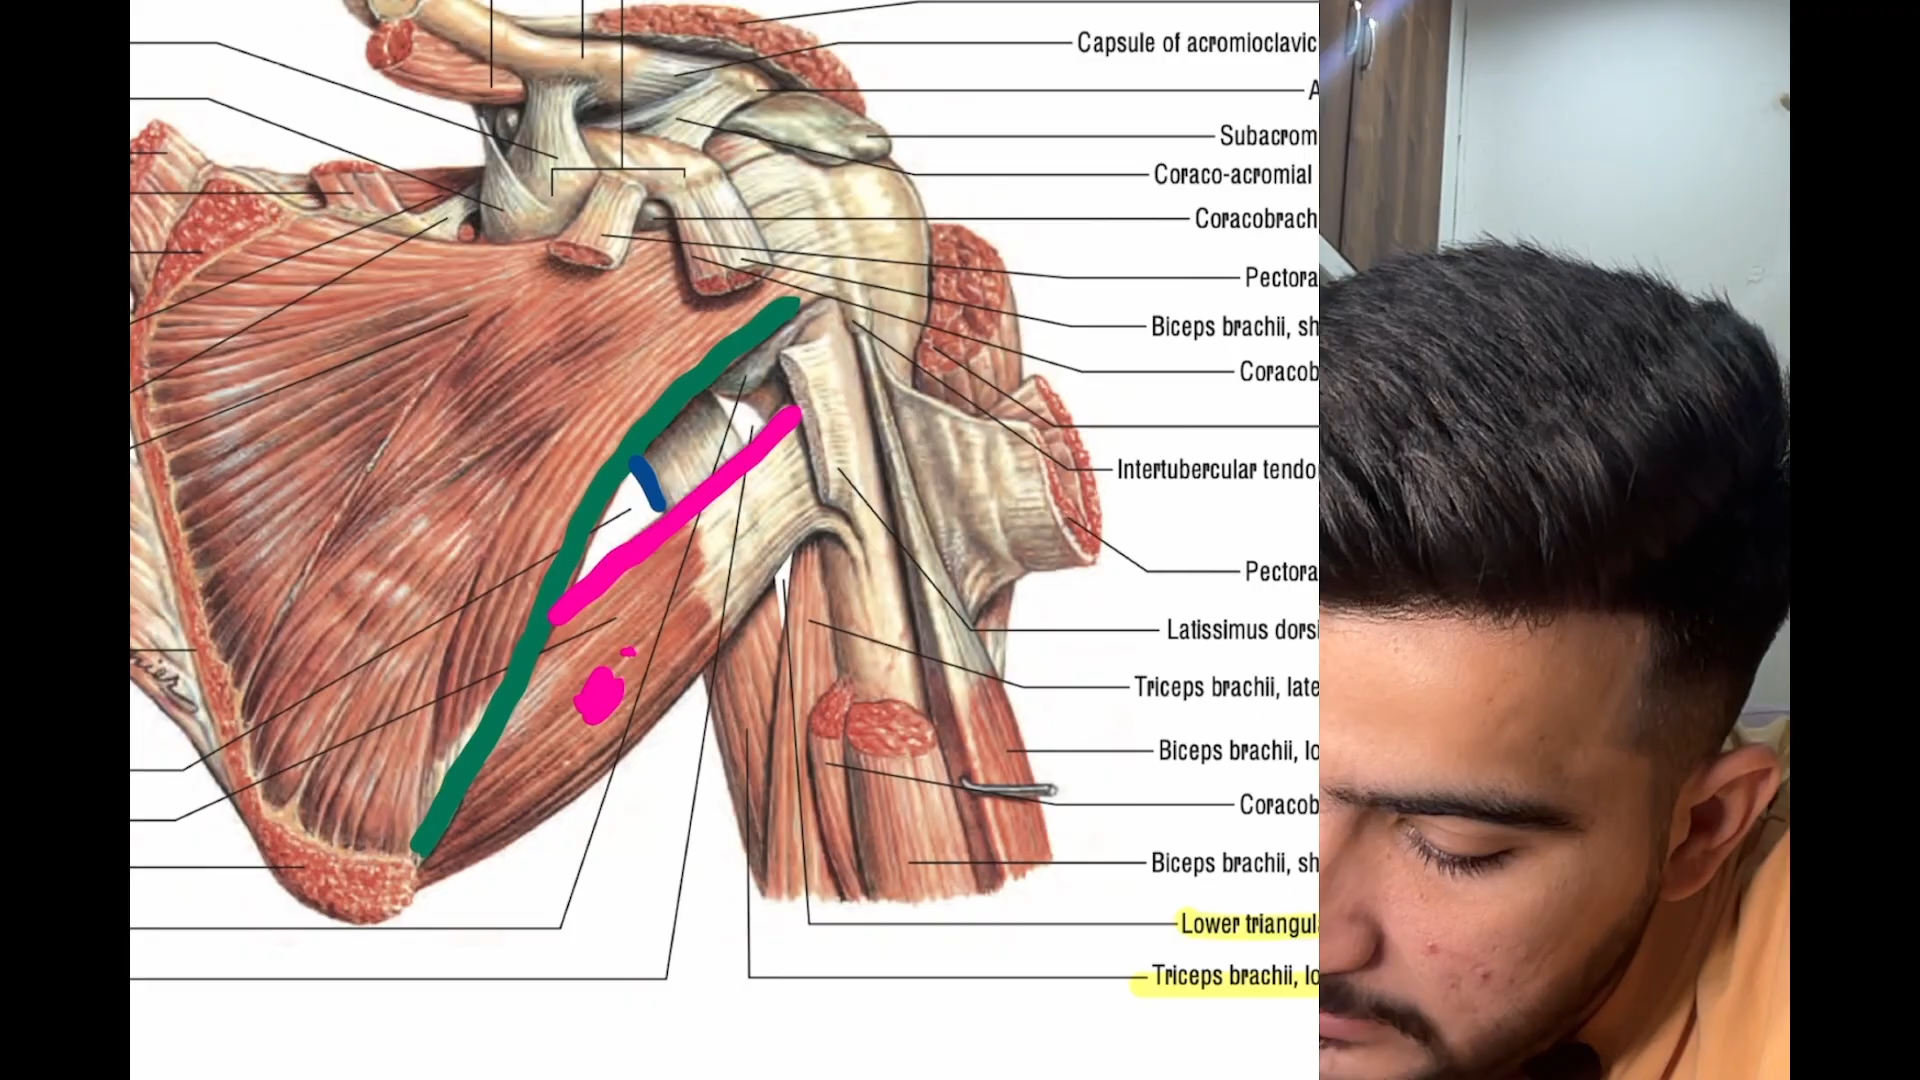 Capsule of acromioclavic
A
Subacrom
Coraco-acromial
Coracobrach
Pectora
Biceps brachii, sh
Coracob
Intertubercular tendo
Pectora
Latissimus dorsi
Triceps brachii, late
Biceps brachii, lo
Coracob
Biceps brachii, sh
Lower triangul
Triceps brachii, lo